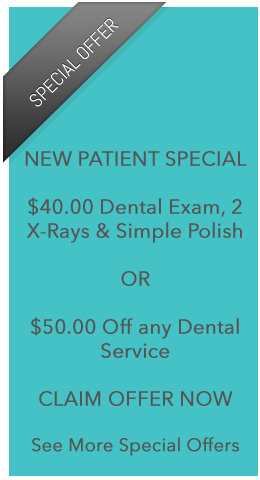 SPECIAL OFFER
NEW PATIENT SPECIAL
$40.00 Dental Exam, 2
X-Rays & Simple Polish
OR
$50.00 Off any Dental
Service
CLAIM OFFER NOW
See More Special Offers